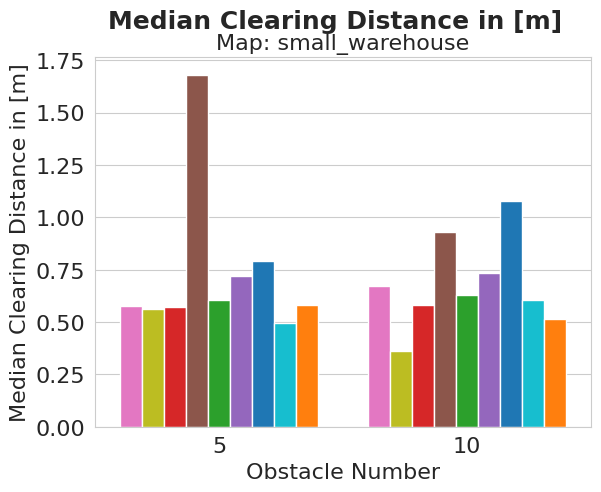 Median Clearing Distance in [m]
Map: small_warehouse
Median Clearing Distance in [m]
1.75
1.50
1.25
1.00
0.75
0.50
0.25
0.00
5
10
Obstacle Number